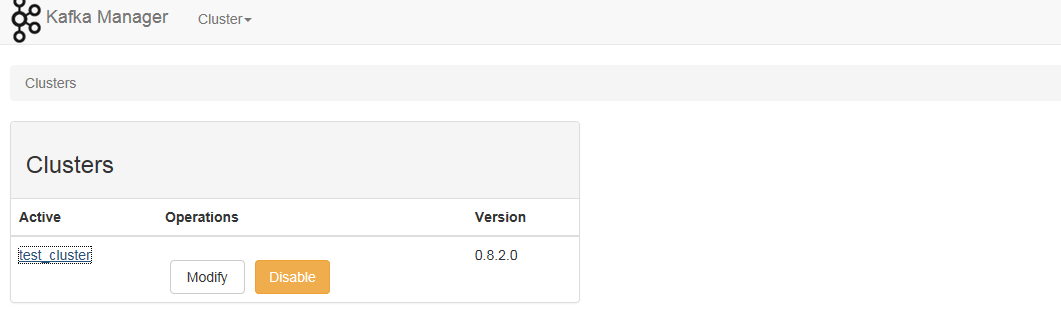 Kafka Manager Cluster
Clusters
Clusters
Active Operations Version
test_cluster 0.8.2.0
Modify Disable